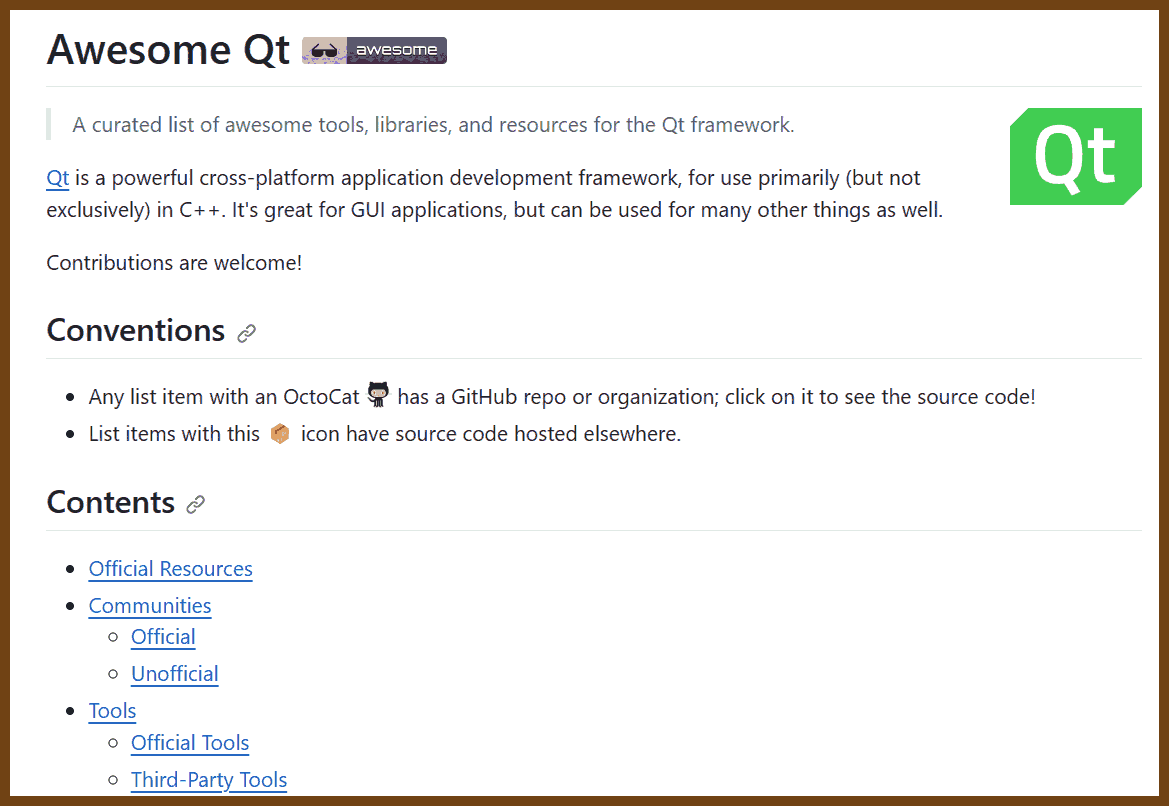 Awesome Qt awesome
A curated list of awesome tools, libraries, and resources for the Qt framework.
Qt
Qt is a powerful cross-platform application development framework, for use primarily (but not
exclusively) in C++. It's great for GUI applications, but can be used for many other things as well.
Contributions are welcome!
Conventions
Any list item with an OctoCat has a GitHub repo or organization; click on it to see the source code!
List items with this icon have source code hosted elsewhere.
Contents
Official Resources
Communities
Official
Unofficial
Tools
Official Tools
Third-Party Tools